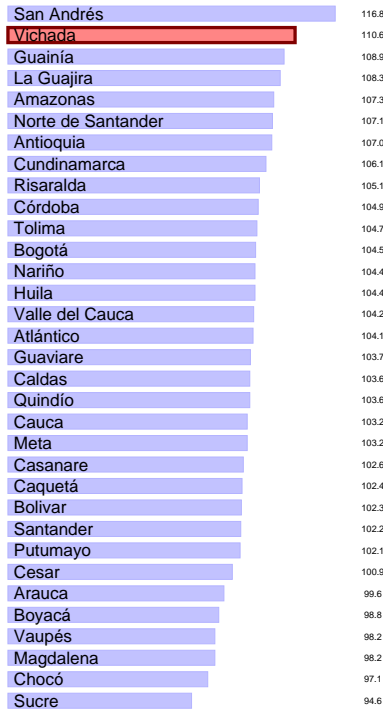 San Andrés 116.8
Vichada 110.6
Guainía 108.9
La Guajira 108.3
Amazonas 107.3
Norte de Santander 107.1
Antioquia 107.0
Cundinamarca 106.1
Risaralda 105.1
Córdoba 104.9
Tolima 104.7
Bogotá 104.5
Nariño 104.4
Huila 104.4
Valle del Cauca 104.2
Atlántico 104.1
Guaviare 103.7
Caldas 103.6
Quindío 103.6
Cauca 103.2
Meta 103.2
Casanare 102.6
Caquetá 102.4
Bolivar 102.3
Santander 102.2
Putumayo 102.1
Cesar 100.9
Arauca 99.6
Boyacá 98.8
Vaupés 98.2
Magdalena 98.2
Chocó 97.1
Sucre 94.6